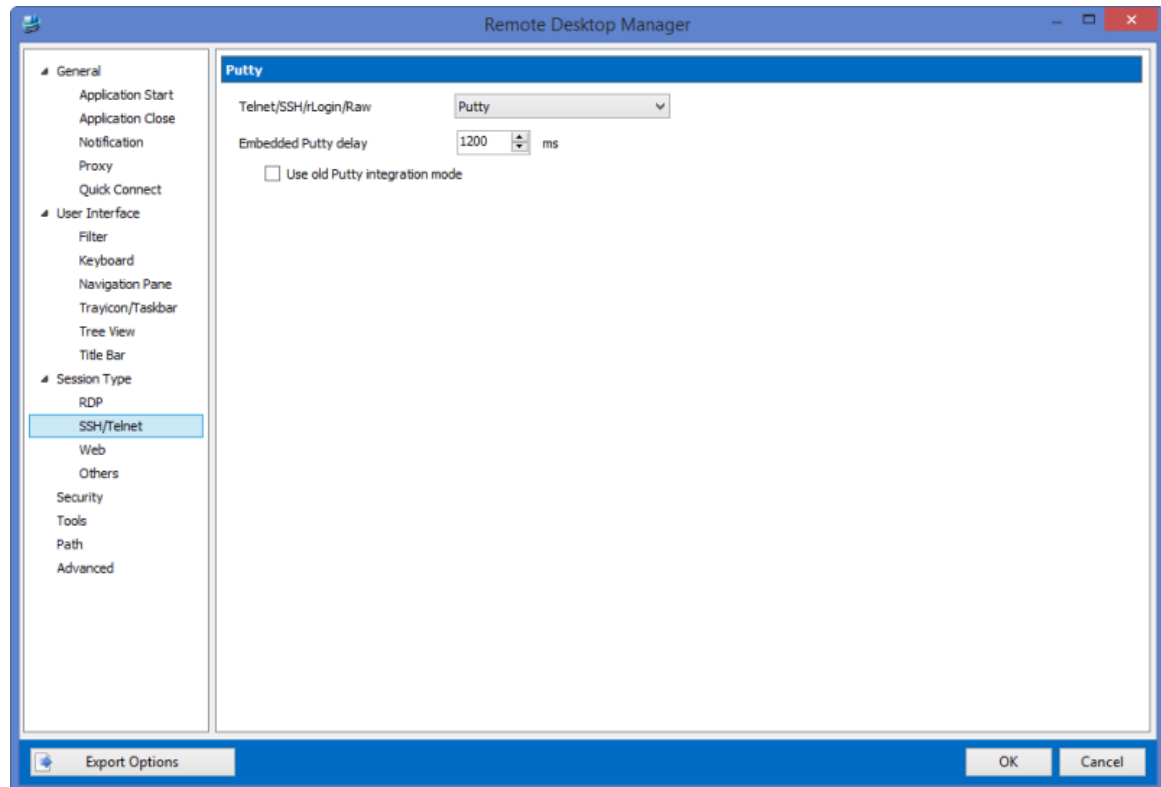 Remote Desktop Manager
General
Application Start
Application Close
Notification
Proxy
Quick Connect
User Interface
Filter
Keyboard
Navigation Pane
Trayicon/Taskbar
Tree View
Title Bar
Session Type
RDP
SSH/Telnet
Web
Others
Security
Tools
Path
Advanced
Putty
Telnet/SSH/rLogin/Raw Putty
Embedded Putty delay 1200 ms
Use old Putty integration mode
Export Options OK Cancel